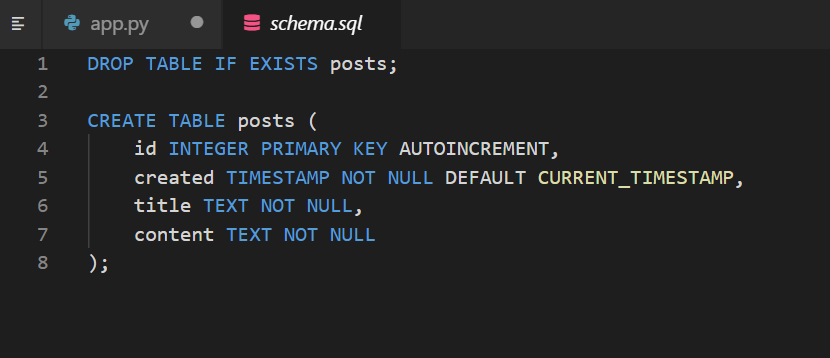 app.py
schema.sql
1 DROP TABLE IF EXISTS posts;
2
3 CREATE TABLE posts (
4     id INTEGER PRIMARY KEY AUTOINCREMENT,
5     created TIMESTAMP NOT NULL DEFAULT CURRENT_TIMESTAMP,
6     title TEXT NOT NULL,
7     content TEXT NOT NULL
8 );